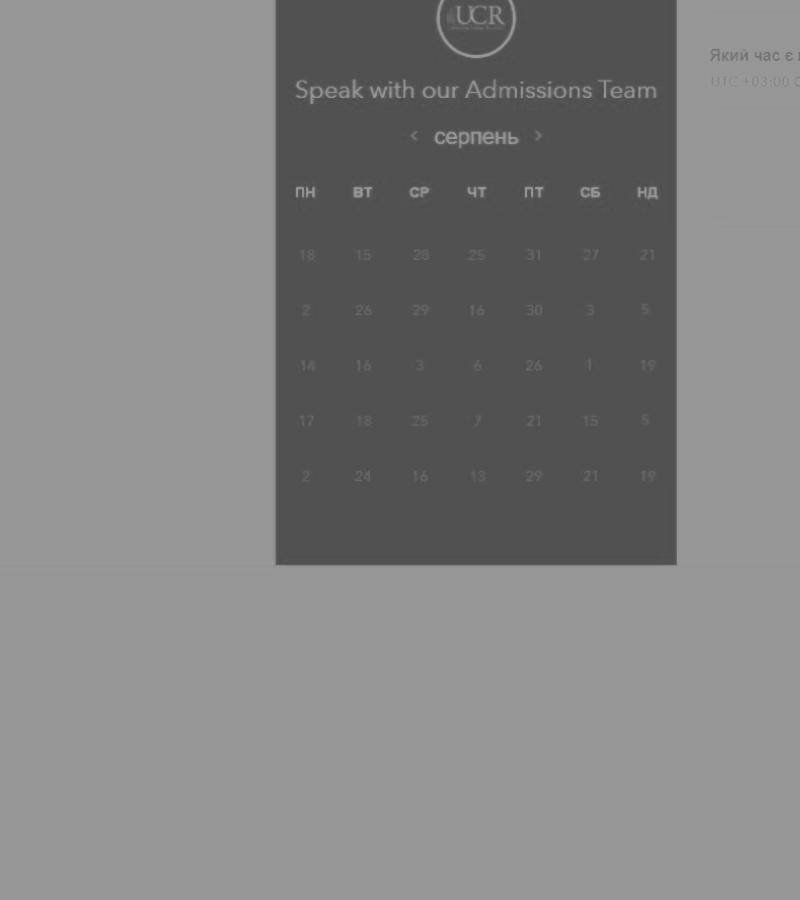 UCR
Speak with our Admissions Team
< серпень >
ПН ВТ СР ЧТ ПТ СБ НД
18 15 28 25 31 27 21
2 26 29 16 30 3 5
14 16 3 6 26 1 19
17 18 25 7 21 15 5
2 24 16 13 29 21 19
Який час є
UTC +03:00